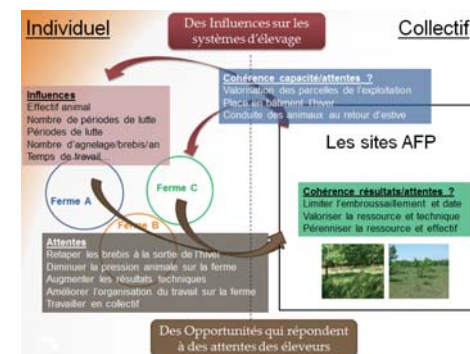 Individuel
Des Influences sur les
systèmes d'élevage
Collectif
Influences
Effectif animal
Nombre de périodes de lutte
Périodes de lutte
Nombre d'agnelage/brebis/an
Temps de travail...
Cohérence capacité/attentes ?
Valorisation des parcelles de l'exploitation
Place en bâtiment l'hiver
Conduite des animaux au retour d'estive
Les sites AFP
Ferme A
Ferme B
Ferme C
Cohérence résultats/attentes ?
Limiter l'embroussaillement et date
Valoriser la ressource et technique
Pérenniser la ressource et effectif
Attentes
Retaper les brebis à la sortie de l'hiver
Diminuer la pression animale sur la ferme
Augmenter les résultats techniques
Améliorer l'organisation du travail sur la ferme
Travailler en collectif
Des Opportunités qui répondent
à des attentes des éleveurs